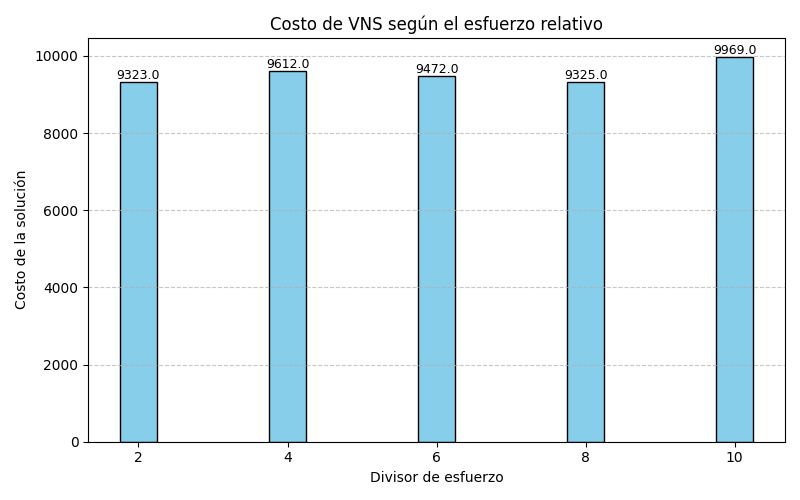 Costo de VNS según el esfuerzo relativo
Costo de la solución
10000
8000
6000
4000
2000
0
9323.0
9612.0
9472.0
9325.0
9969.0
2 4 6 8 10
Divisor de esfuerzo